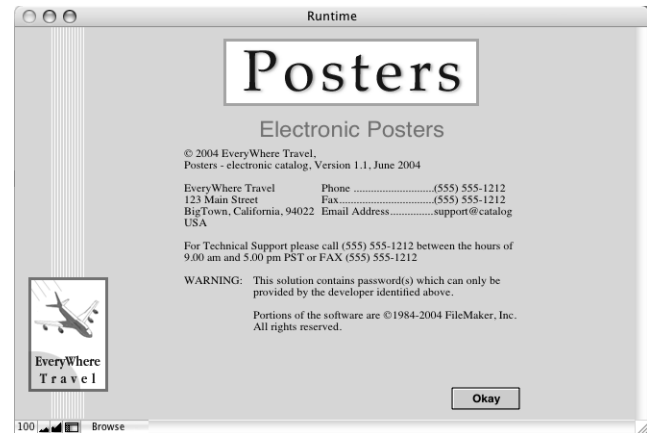 Runtime
Posters
Electronic Posters
© 2004 EveryWhere Travel,
Posters - electronic catalog, Version 1.1, June 2004
EveryWhere Travel Phone ............................(555) 555-1212
123 Main Street Fax.................................(555) 555-1212
BigTown, California, 94022 Email Address...............support@catalog
USA
For Technical Support please call (555) 555-1212 between the hours of
9.00 am and 5.00 pm PST or FAX (555) 555-1212
WARNING: This solution contains password(s) which can only be
provided by the developer identified above.
Portions of the software are ©1984-2004 FileMaker, Inc.
All rights reserved.
EveryWhere
Travel
Okay
100 Browse